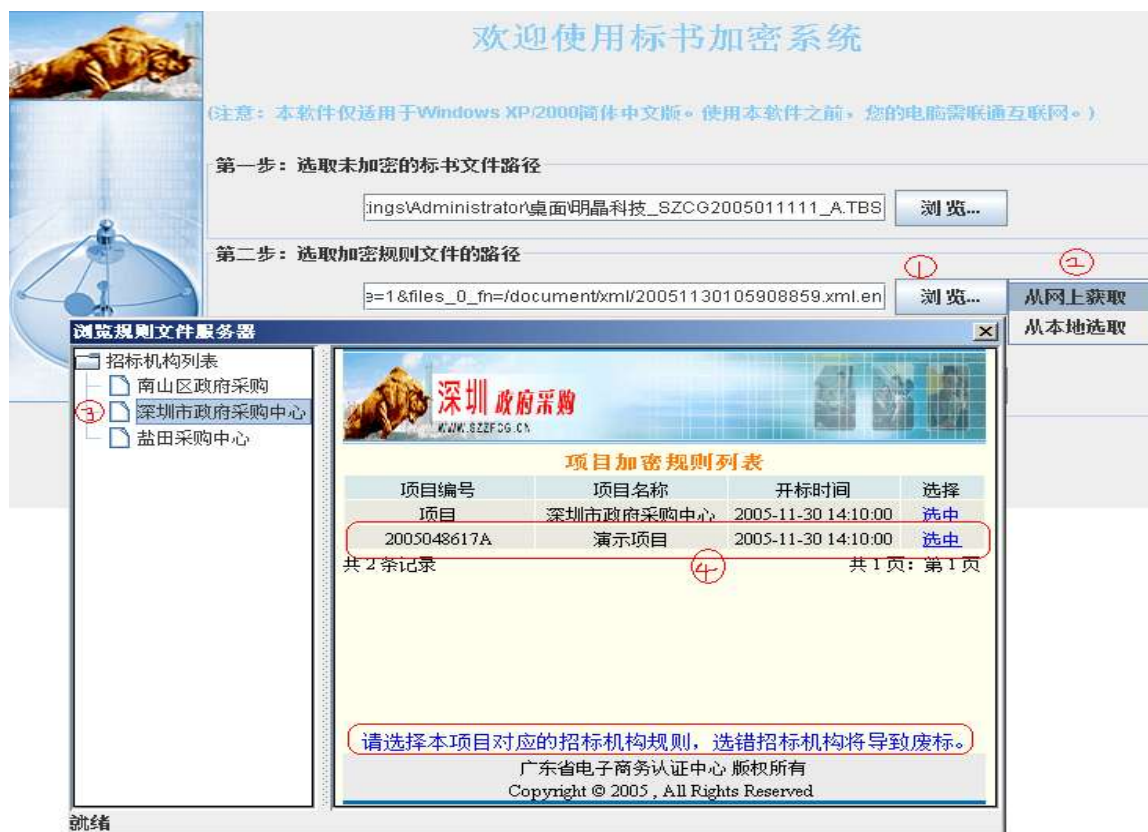 欢迎使用标书加密系统
(注意：本软件仅适用于Windows XP/2000简体中文版。使用本软件之前，您的电脑需联通互联网。)
第一步：选取未加密的标书文件路径
:ings\Administrator\桌面\明晶科技_SZCG2005011111_A.TBS 浏 览...
第二步：选取加密规则文件的路径
① ②
e=1&files_0_fn=/document/xml/20051130105908859.xml.en 浏 览... 从网上获取
从本地选取
浏览规则文件服务器
招标机构列表
南山区政府采购
③ 深圳市政府采购中心
盐田采购中心
深圳 政府采购
WWW.SZZFCG.CN
项目加密规则列表
项目编号 项目名称 开标时间 选择
项目 深圳市政府采购中心 2005-11-30 14:10:00 选中
2005048617A 演示项目 2005-11-30 14:10:00 选中
共 2 条记录 共 1 页：第 1 页
④
请选择本项目对应的招标机构规则，选错招标机构将导致废标。
广东省电子商务认证中心 版权所有
Copyright © 2005 , All Rights Reserved
就绪